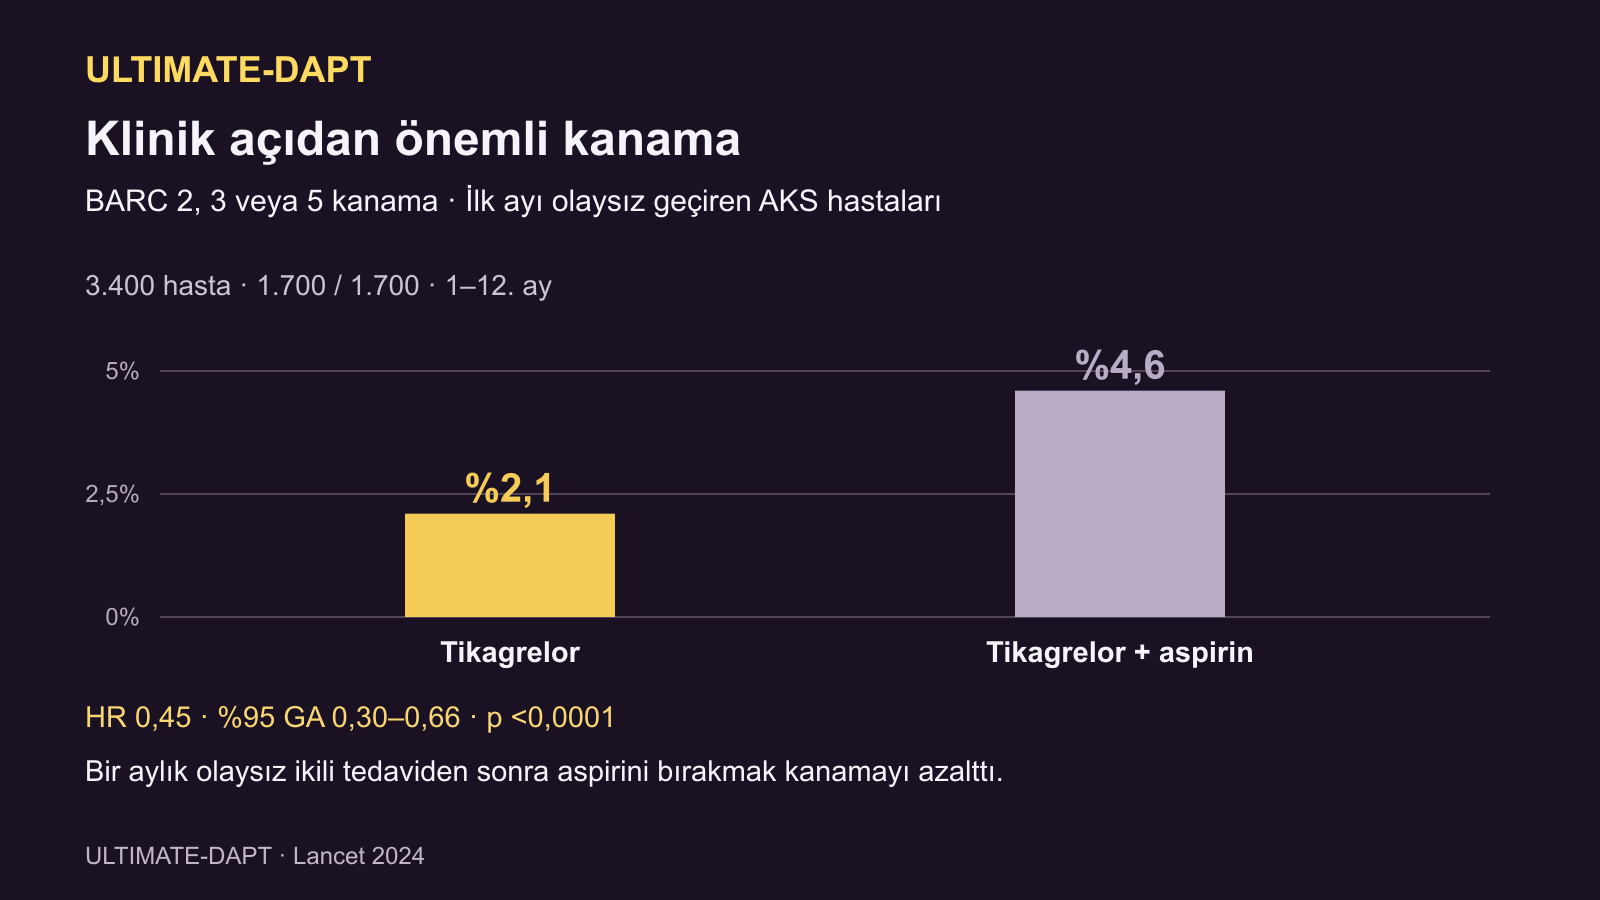 ULTIMATE-DAPT
Klinik açıdan önemli kanama
BARC 2, 3 veya 5 kanama · İlk ayı olaysız geçiren AKS hastaları
3.400 hasta · 1.700 / 1.700 · 1–12. ay
5%
%4,6
2,5%
%2,1
0%
Tikagrelor
Tikagrelor + aspirin
HR 0,45 · %95 GA 0,30–0,66 · p <0,0001
Bir aylık olaysız ikili tedaviden sonra aspirini bırakmak kanamayı azalttı.
ULTIMATE-DAPT · Lancet 2024